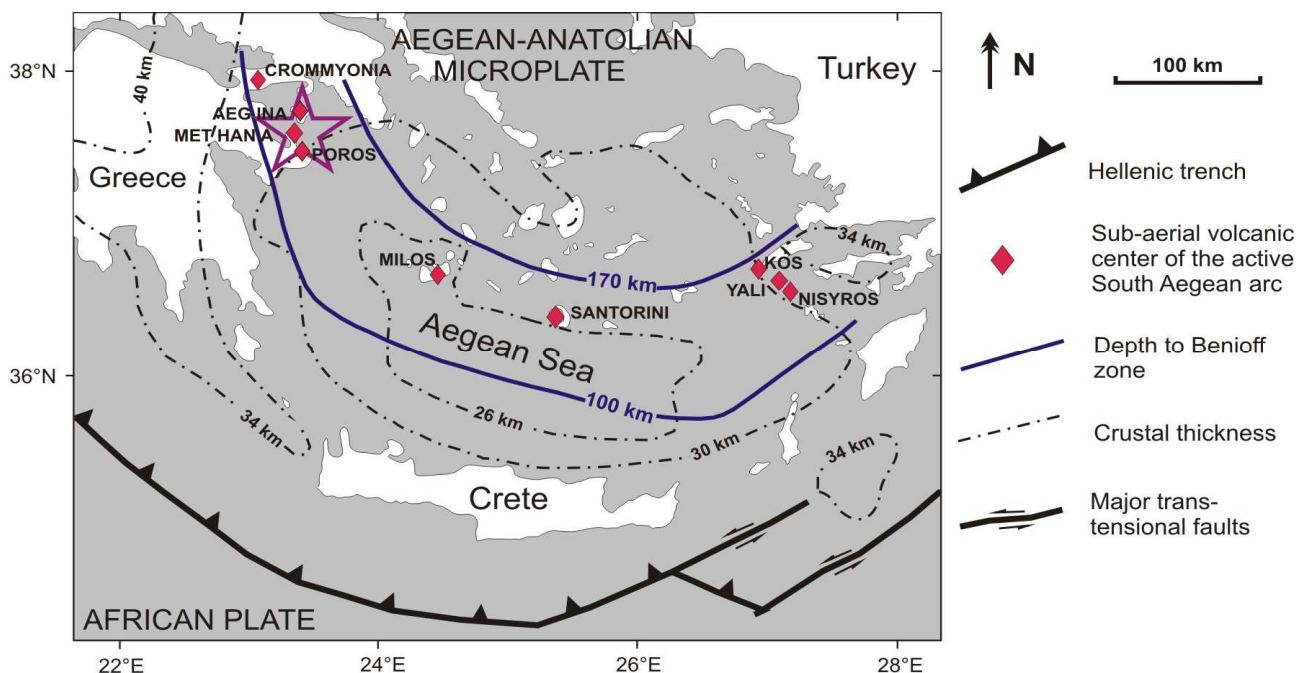 AEGEAN-ANATOLIAN
MICROPLATE
Turkey
38°N
40 km
CROMMYONIA
AEGINA
METHANA
POROS
Greece
34 km
KOS
MILOS
170 km
YALI
NISYROS
SANTORINI
Aegean Sea
36°N
100 km
26 km
34 km
30 km
34 km
Crete
AFRICAN PLATE
22°E
24°E
26°E
28°E
N
100 km
Hellenic trench
Sub-aerial volcanic
center of the active
South Aegean arc
Depth to Benioff
zone
Crustal thickness
Major trans-
tensional faults